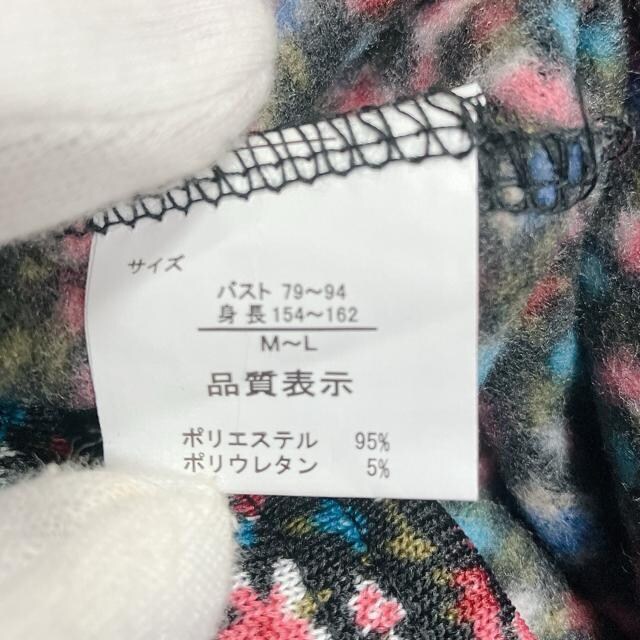 サイズ
バスト 79～94
身長 154～162
M～L
品質表示
ポリエステル 95%
ポリウレタン 5%